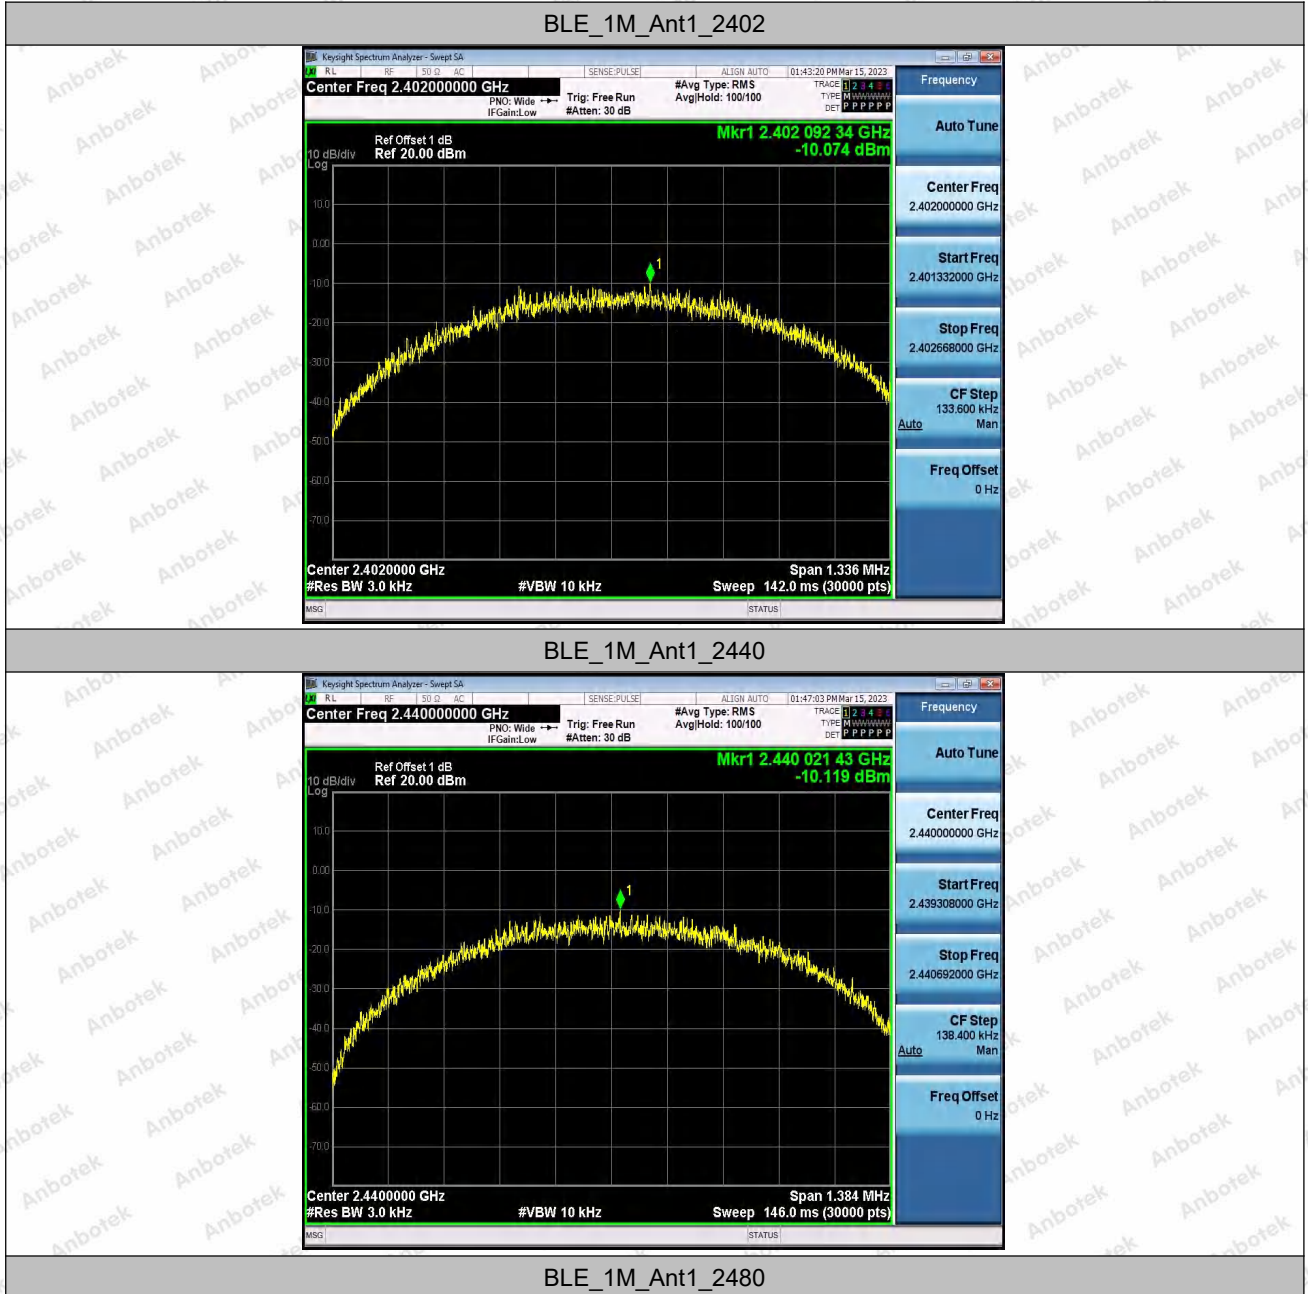 BLE_1M_Ant1_2402
Keysight Spectrum Analyzer - Swept SA
RL RF 50 Ω AC SENSE:PULSE ALIGN AUTO 01:43:20 PM Mar 15, 2023
Center Freq 2.402000000 GHz
PNO: Wide
IFGain:Low
Trig: Free Run
#Atten: 30 dB
#Avg Type: RMS
Avg|Hold: 100/100
TRACE 1 2 3 4 5 6
TYPE M W W W W W
DET P P P P P P
Ref Offset 1 dB
10 dB/div Ref 20.00 dBm
Log
Mkr1 2.402 092 34 GHz
-10.074 dBm
10.0
0.00
-10.0
-20.0
-30.0
-40.0
-50.0
-60.0
-70.0
1
Center 2.4020000 GHz Span 1.336 MHz
#Res BW 3.0 kHz #VBW 10 kHz Sweep 142.0 ms (30000 pts)
MSG STATUS
Frequency
Auto Tune
Center Freq
2.402000000 GHz
Start Freq
2.401332000 GHz
Stop Freq
2.402668000 GHz
CF Step
133.600 kHz
Auto Man
Freq Offset
0 Hz
BLE_1M_Ant1_2440
Keysight Spectrum Analyzer - Swept SA
RL RF 50 Ω AC SENSE:PULSE ALIGN AUTO 01:47:03 PM Mar 15, 2023
Center Freq 2.440000000 GHz
PNO: Wide
IFGain:Low
Trig: Free Run
#Atten: 30 dB
#Avg Type: RMS
Avg|Hold: 100/100
TRACE 1 2 3 4 5 6
TYPE M W W W W W
DET P P P P P P
Ref Offset 1 dB
10 dB/div Ref 20.00 dBm
Log
Mkr1 2.440 021 43 GHz
-10.119 dBm
10.0
0.00
-10.0
-20.0
-30.0
-40.0
-50.0
-60.0
-70.0
1
Center 2.4400000 GHz Span 1.384 MHz
#Res BW 3.0 kHz #VBW 10 kHz Sweep 146.0 ms (30000 pts)
MSG STATUS
Frequency
Auto Tune
Center Freq
2.440000000 GHz
Start Freq
2.439308000 GHz
Stop Freq
2.440692000 GHz
CF Step
138.400 kHz
Auto Man
Freq Offset
0 Hz
BLE_1M_Ant1_2480